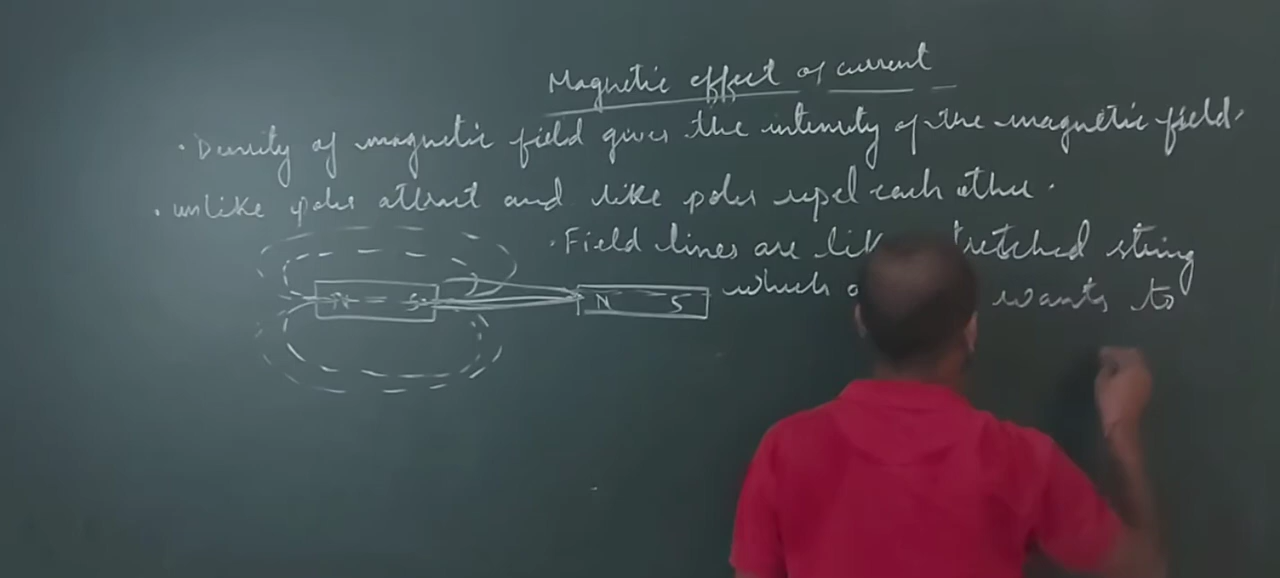 Magnetic effect of current
• Density of magnetic field gives the intensity of the magnetic field.
• unlike poles attract and like poles repel each other.
• Field lines are stretched string
N S N S which wants to